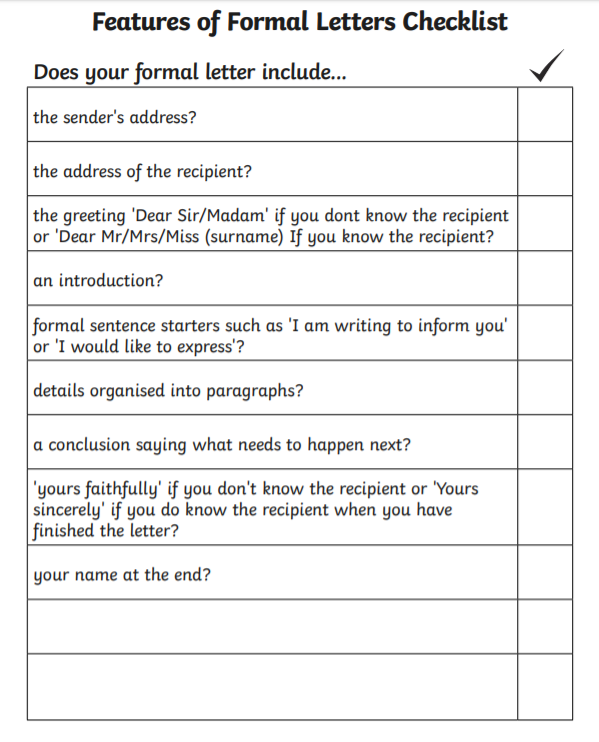 Features of Formal Letters Checklist
Does your formal letter include...
the sender's address?
the address of the recipient?
the greeting 'Dear Sir/Madam' if you dont know the recipient
or 'Dear Mr/Mrs/Miss (surname) If you know the recipient?
an introduction?
formal sentence starters such as 'I am writing to inform you'
or 'I would like to express'?
details organised into paragraphs?
a conclusion saying what needs to happen next?
'yours faithfully' if you don't know the recipient or 'Yours
sincerely' if you do know the recipient when you have
finished the letter?
your name at the end?